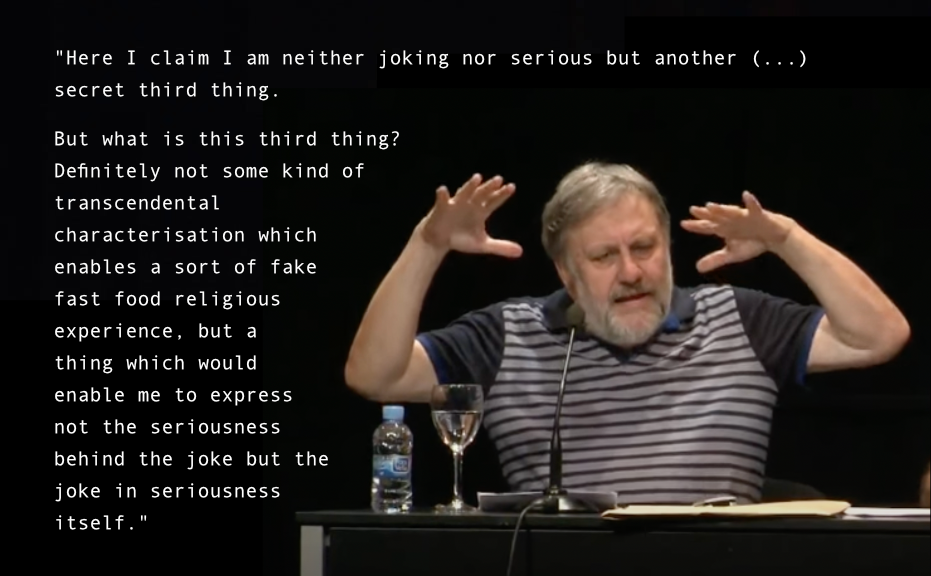 "Here I claim I am neither joking nor serious but another (...)
secret third thing.
But what is this third thing?
Definitely not some kind of
transcendental
characterisation which
enables a sort of fake
fast food religious
experience, but a
thing which would
enable me to express
not the seriousness
behind the joke but the
joke in seriousness
itself."